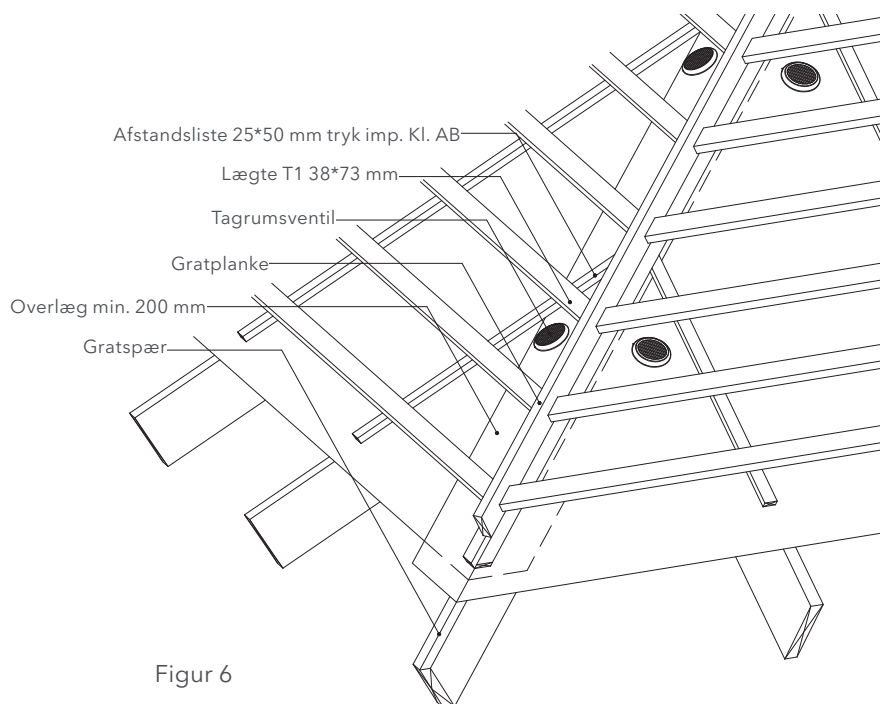 Afstandsliste 25*50 mm tryk imp. Kl. AB
Lægte T1 38*73 mm
Tagrumsventil
Gratplanke
Overlæg min. 200 mm
Gratspær
Figur 6